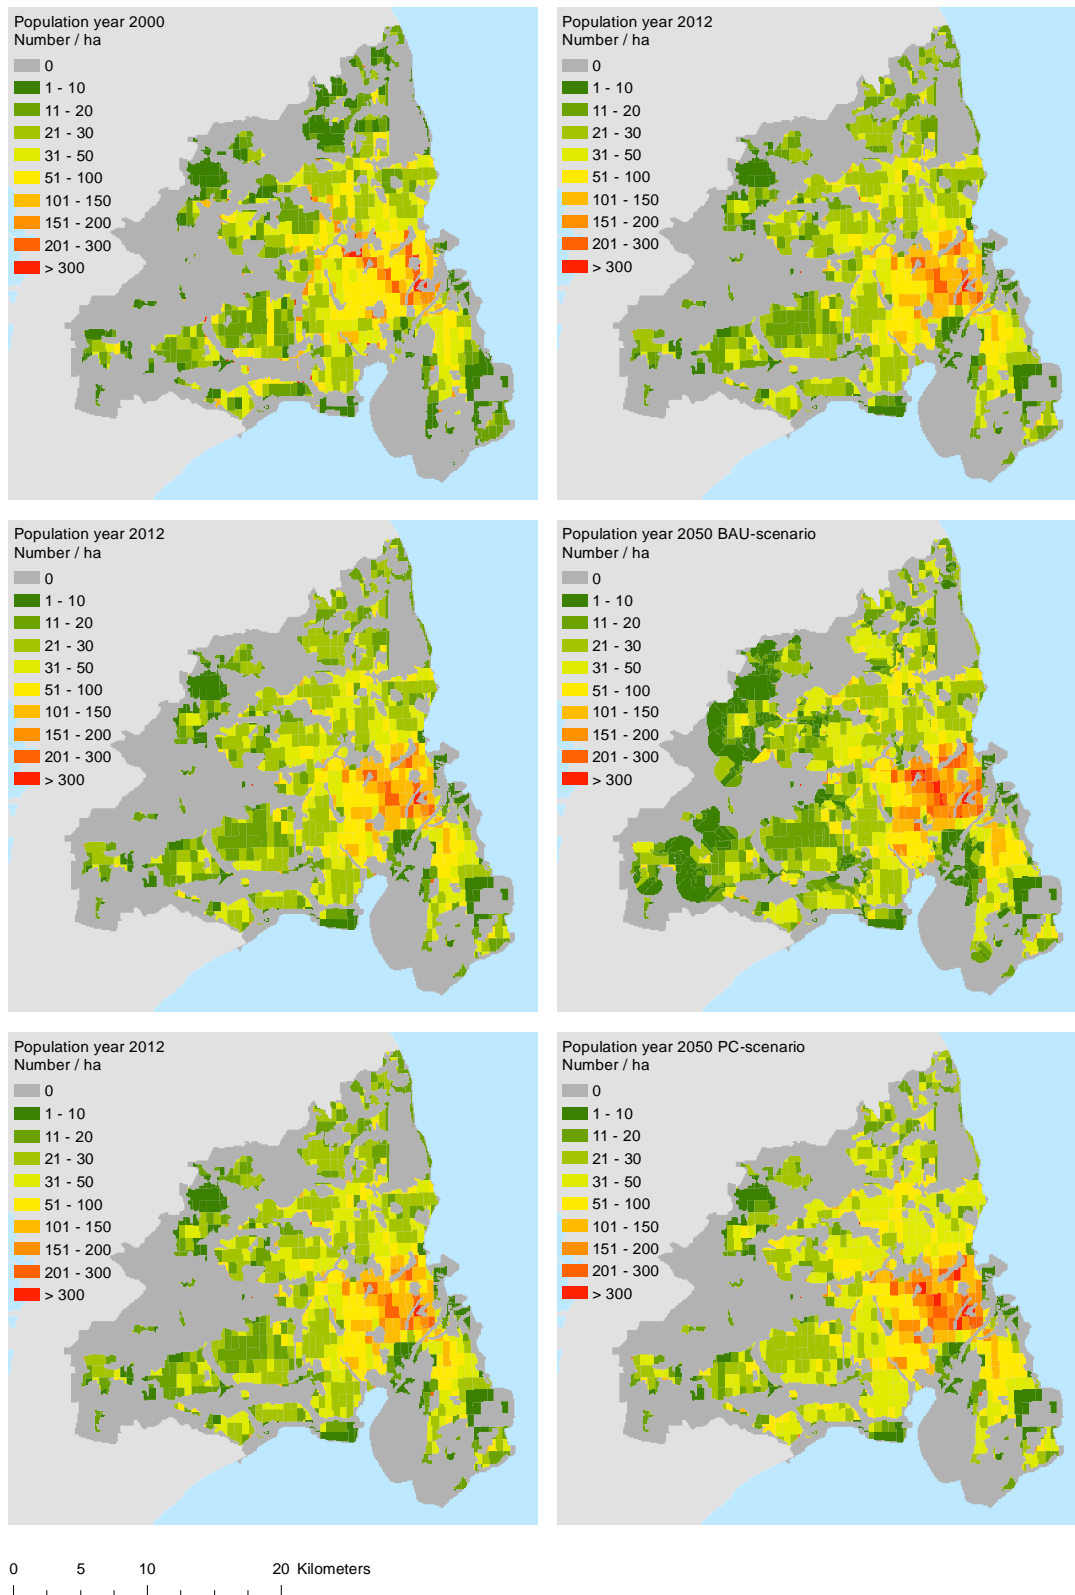 Population year 2000
Number / ha
0
1 - 10
11 - 20
21 - 30
31 - 50
51 - 100
101 - 150
151 - 200
201 - 300
> 300
Population year 2012
Number / ha
0
1 - 10
11 - 20
21 - 30
31 - 50
51 - 100
101 - 150
151 - 200
201 - 300
> 300
Population year 2012
Number / ha
0
1 - 10
11 - 20
21 - 30
31 - 50
51 - 100
101 - 150
151 - 200
201 - 300
> 300
Population year 2050 BAU-scenario
Number / ha
0
1 - 10
11 - 20
21 - 30
31 - 50
51 - 100
101 - 150
151 - 200
201 - 300
> 300
Population year 2012
Number / ha
0
1 - 10
11 - 20
21 - 30
31 - 50
51 - 100
101 - 150
151 - 200
201 - 300
> 300
Population year 2050 PC-scenario
Number / ha
0
1 - 10
11 - 20
21 - 30
31 - 50
51 - 100
101 - 150
151 - 200
201 - 300
> 300
0 5 10 20 Kilometers